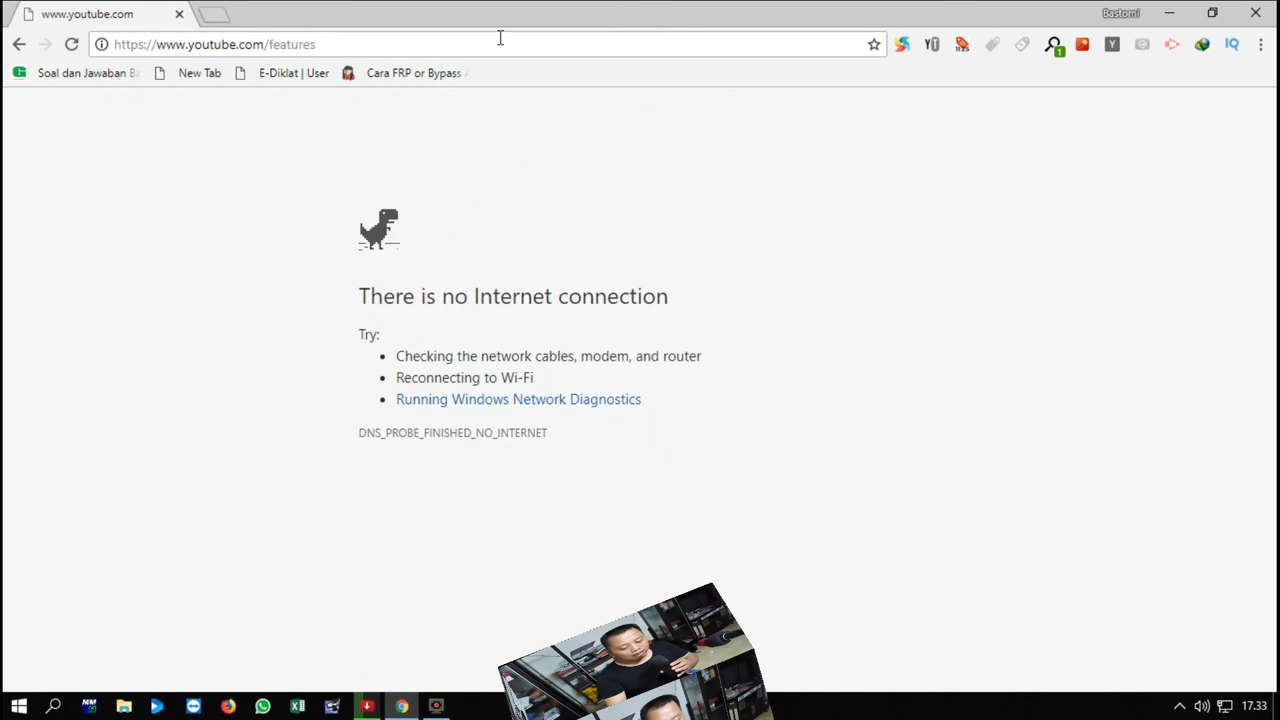 www.youtube.com
Bastomi
https://www.youtube.com/features
Soal dan Jawaban Ba
New Tab
E-Diklat | User
Cara FRP or Bypass
There is no Internet connection
Try:
• Checking the network cables, modem, and router
• Reconnecting to Wi-Fi
• Running Windows Network Diagnostics
DNS_PROBE_FINISHED_NO_INTERNET
17.33